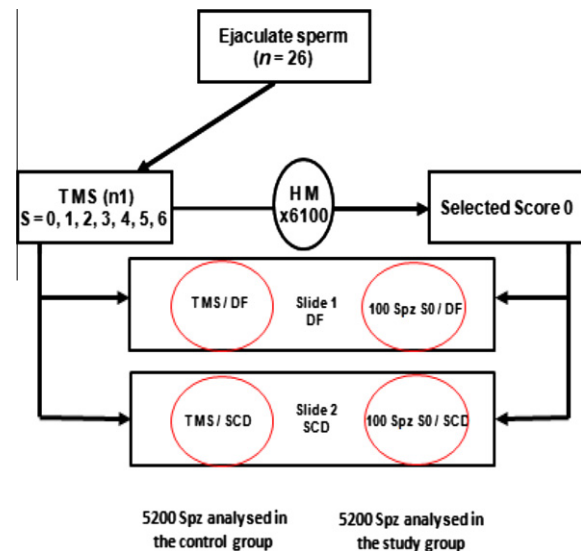 Ejaculate sperm
(n = 26)
TMS (n1)
S = 0, 1, 2, 3, 4, 5, 6
HM
x6100
Selected Score 0
TMS / DF
Slide 1
DF
100 Spz S0 / DF
TMS / SCD
Slide 2
SCD
100 Spz S0 / SCD
5200 Spz analysed in
the control group
5200 Spz analysed in
the study group